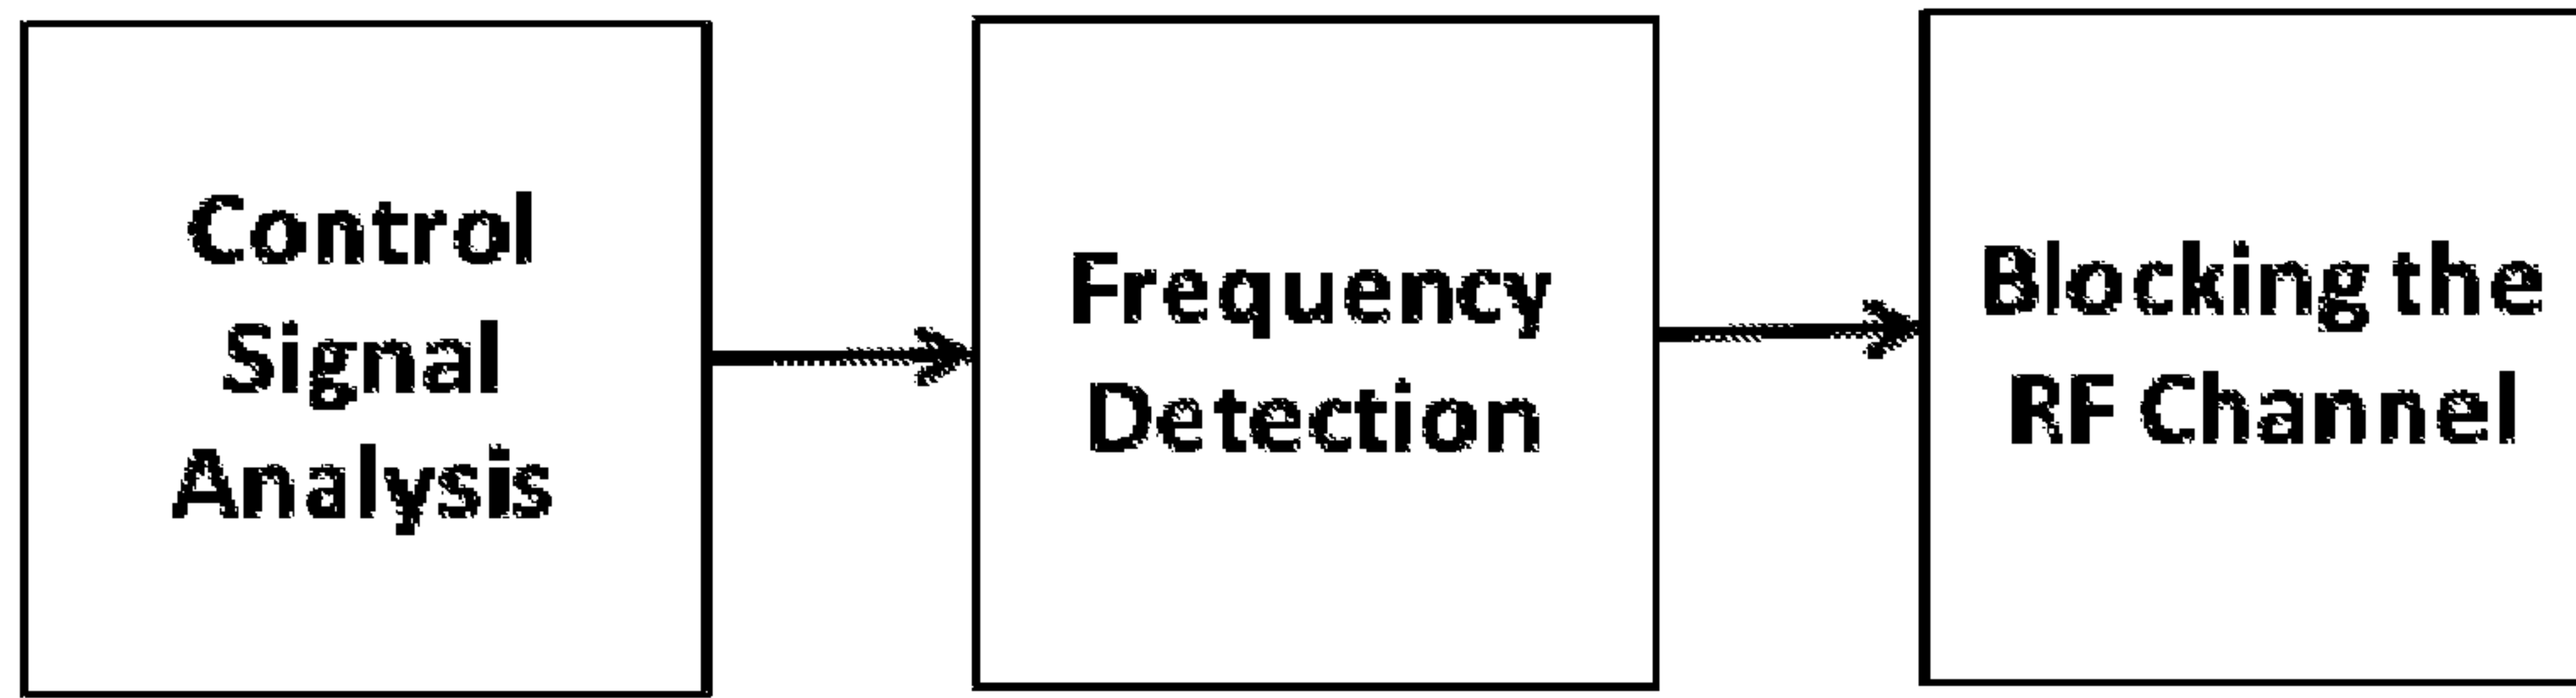 Control
Signal
Analysis
Frequency
Detection
Blocking the
RF Channel